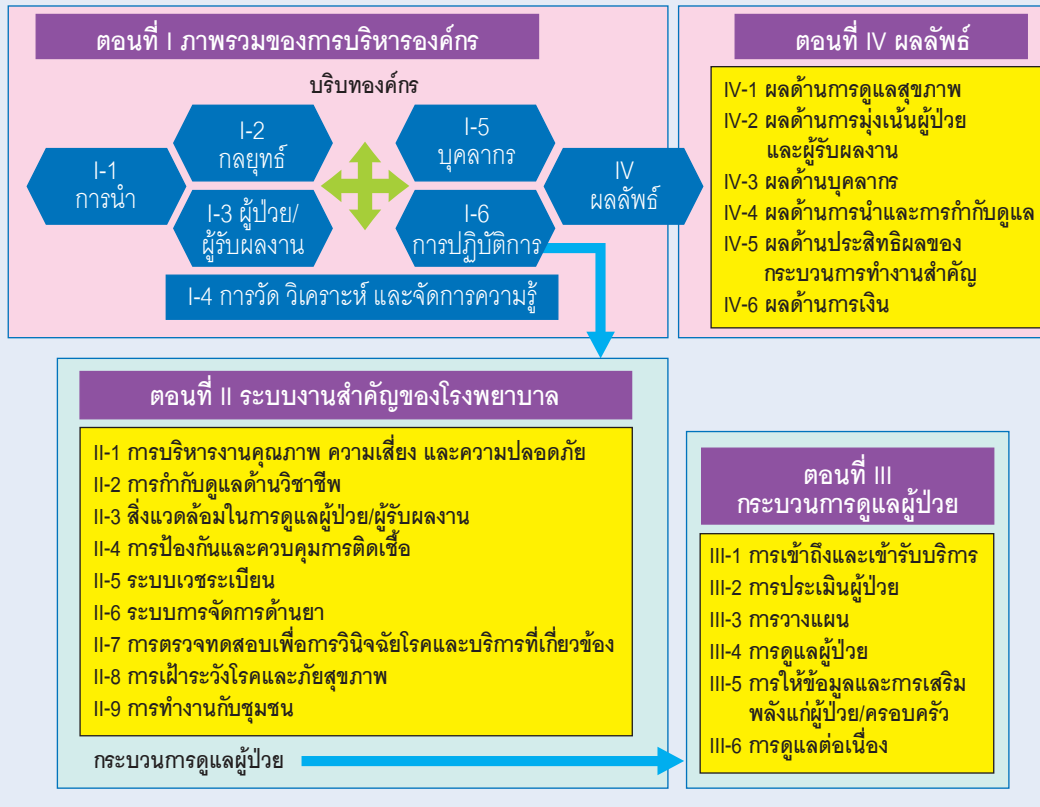 ตอนที่ I ภาพรวมของการบริหารองค์กร
บริบทองค์กร
I-1
การนำ
I-2
กลยุทธ์
I-3 ผู้ป่วย/
ผู้รับผลงาน
I-5
บุคลากร
I-6
การปฏิบัติการ
IV
ผลลัพธ์
I-4 การวัด วิเคราะห์ และจัดการความรู้
ตอนที่ IV ผลลัพธ์
IV-1 ผลด้านการดูแลสุขภาพ
IV-2 ผลด้านการมุ่งเน้นผู้ป่วย
และผู้รับผลงาน
IV-3 ผลด้านบุคลากร
IV-4 ผลด้านการนำและการกำกับดูแล
IV-5 ผลด้านประสิทธิผลของ
กระบวนการทำงานสำคัญ
IV-6 ผลด้านการเงิน
ตอนที่ II ระบบงานสำคัญของโรงพยาบาล
II-1 การบริหารงานคุณภาพ ความเสี่ยง และความปลอดภัย
II-2 การกำกับดูแลด้านวิชาชีพ
II-3 สิ่งแวดล้อมในการดูแลผู้ป่วย/ผู้รับผลงาน
II-4 การป้องกันและควบคุมการติดเชื้อ
II-5 ระบบเวชระเบียน
II-6 ระบบการจัดการด้านยา
II-7 การตรวจทดสอบเพื่อการวินิจฉัยโรคและบริการที่เกี่ยวข้อง
II-8 การเฝ้าระวังโรคและภัยสุขภาพ
II-9 การทำงานกับชุมชน
กระบวนการดูแลผู้ป่วย
ตอนที่ III
กระบวนการดูแลผู้ป่วย
III-1 การเข้าถึงและเข้ารับบริการ
III-2 การประเมินผู้ป่วย
III-3 การวางแผน
III-4 การดูแลผู้ป่วย
III-5 การให้ข้อมูลและการเสริม
พลังแก่ผู้ป่วย/ครอบครัว
III-6 การดูแลต่อเนื่อง